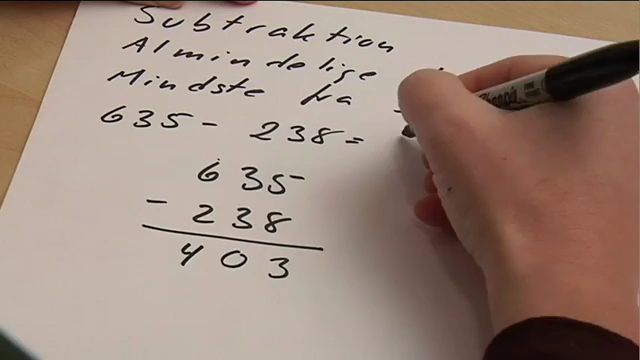 Subtraktion
Almindelige
Mindste fra
635 - 238 =
635
- 238
403